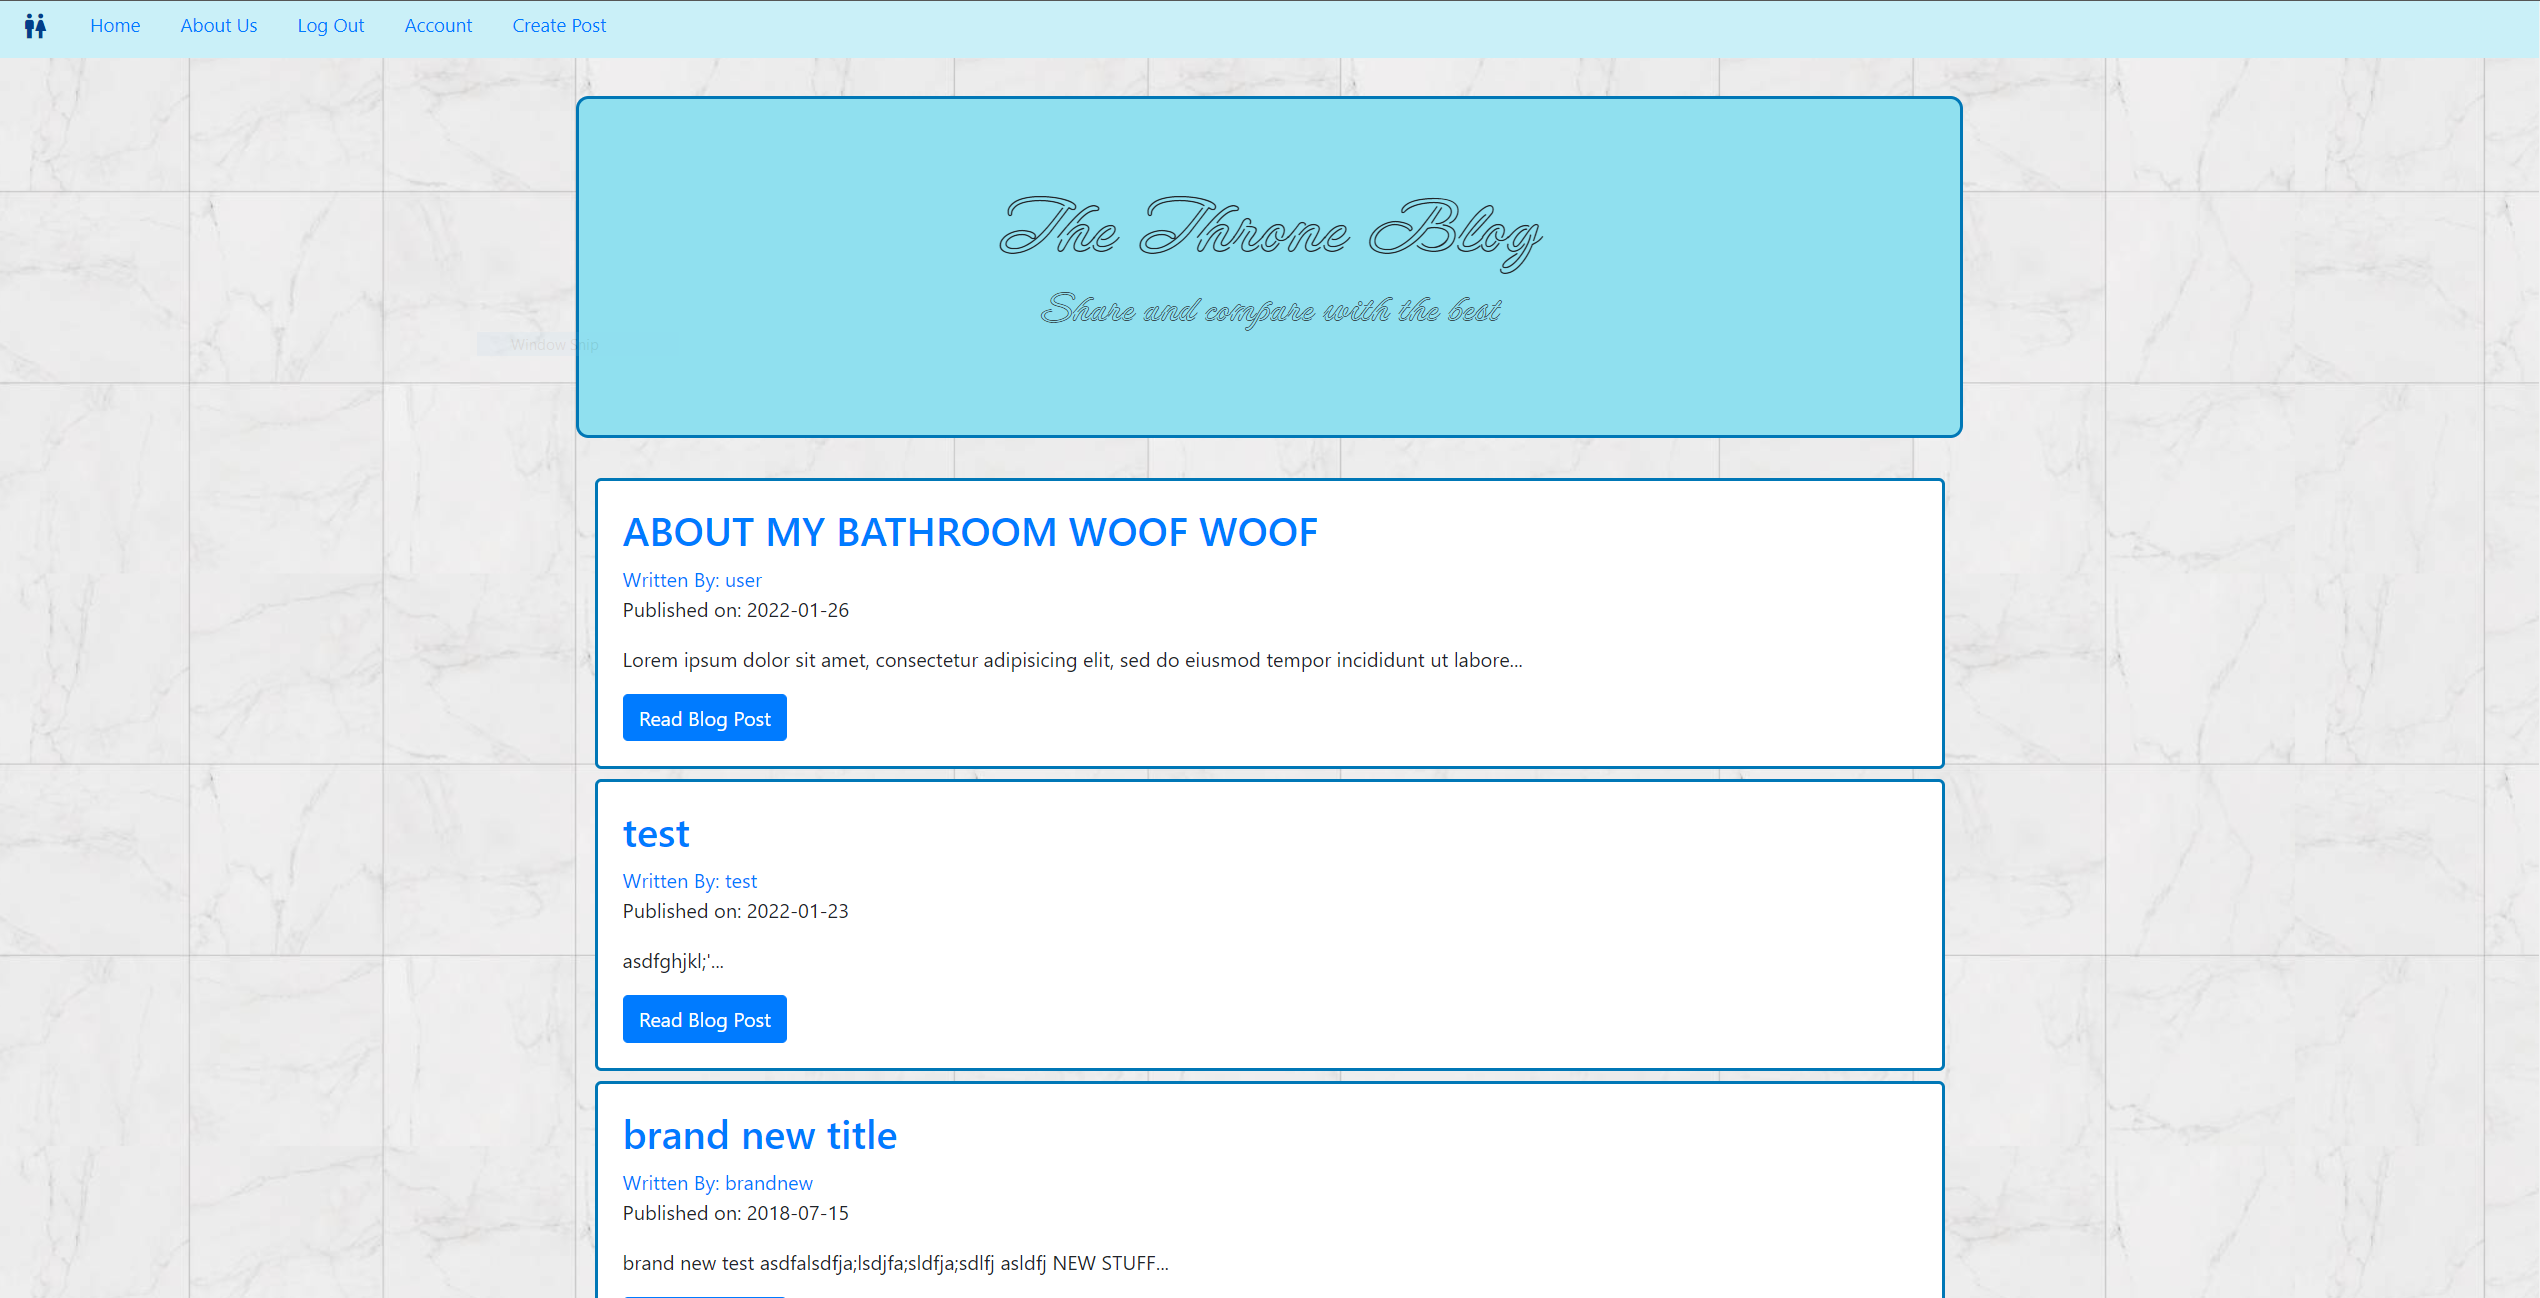 Home About Us Log Out Account Create Post
The Throne Blog
Share and compare with the best
Window Snip
ABOUT MY BATHROOM WOOF WOOF
Written By: user
Published on: 2022-01-26
Lorem ipsum dolor sit amet, consectetur adipisicing elit, sed do eiusmod tempor incididunt ut labore...
Read Blog Post
test
Written By: test
Published on: 2022-01-23
asdfghjkl;'...
Read Blog Post
brand new title
Written By: brandnew
Published on: 2018-07-15
brand new test asdfalsdfja;lsdjfa;sldfja;sdlfj asldfj NEW STUFF...